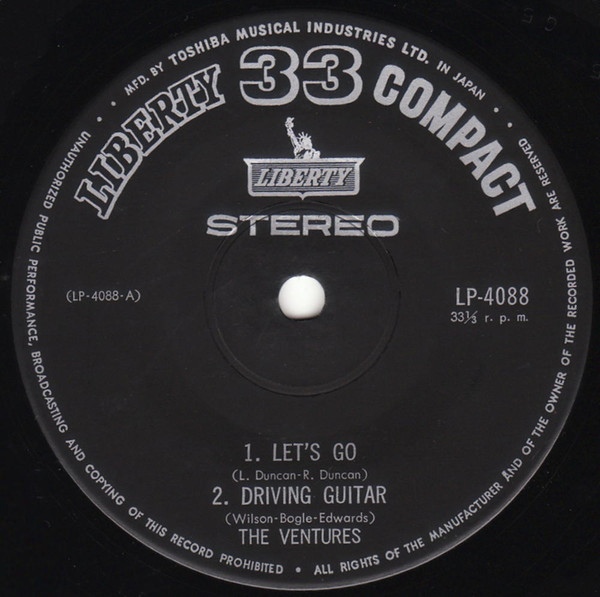 MFD. BY TOSHIBA MUSICAL INDUSTRIES LTD. IN JAPAN
LIBERTY 33 COMPACT
LIBERTY
STEREO
(LP-4088-A)
LP-4088
33⅓ r. p. m.
1. LET'S GO
(L. Duncan-R. Duncan)
2. DRIVING GUITAR
(Wilson-Bogle-Edwards)
THE VENTURES
UNAUTHORIZED PUBLIC PERFORMANCE, BROADCASTING AND COPYING OF THIS RECORD PROHIBITED • ALL RIGHTS OF THE MANUFACTURER AND OF THE OWNER OF THE RECORDED WORK ARE RESERVED